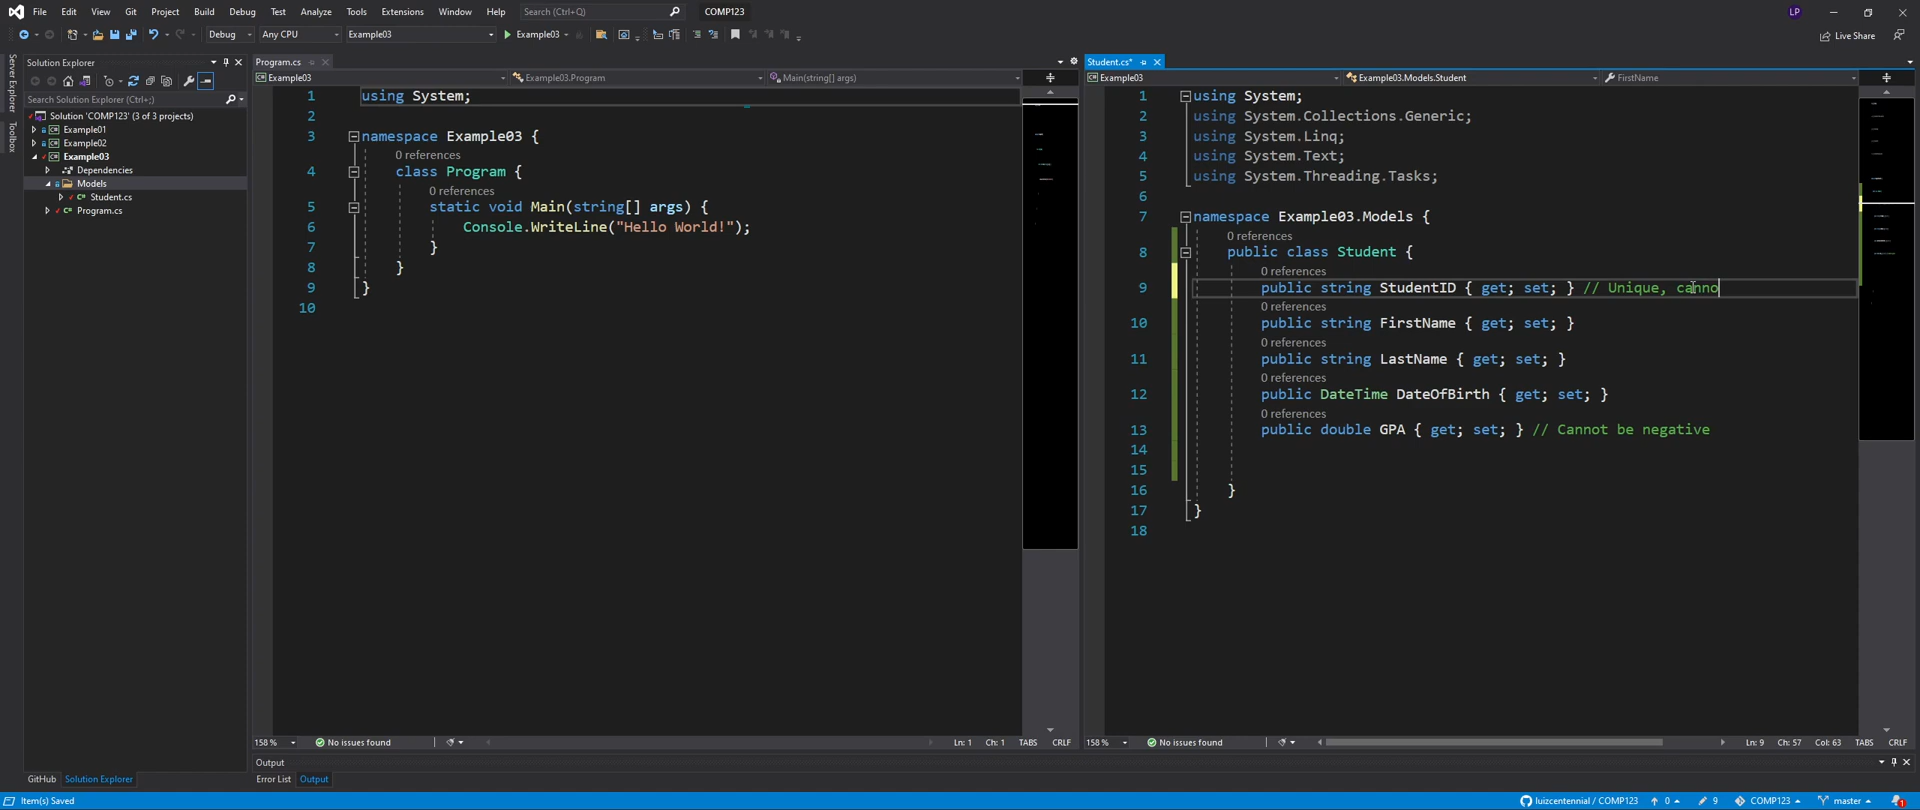 File Edit View Git Project Build Debug Test Analyze Tools Extensions Window Help Search (Ctrl+Q) COMP123 LP
Debug Any CPU Example03 Example03 Live Share
Server Explorer
Toolbox
Solution Explorer
Search Solution Explorer (Ctrl+;)
Solution 'COMP123' (3 of 3 projects)
Example01
Example02
Example03
Dependencies
Models
Student.cs
Program.cs
GitHub Solution Explorer
Program.cs
Example03 Example03.Program Main(string[] args)
1 using System;
2
3 namespace Example03 {
0 references
4 class Program {
0 references
5 static void Main(string[] args) {
6 Console.WriteLine("Hello World!");
7 }
8 }
9 }
10
158 % No issues found Ln: 1 Ch: 1 TABS CRLF
Student.cs*
Example03 Example03.Models.Student FirstName
1 using System;
2 using System.Collections.Generic;
3 using System.Linq;
4 using System.Text;
5 using System.Threading.Tasks;
6
7 namespace Example03.Models {
0 references
8 public class Student {
0 references
9 public string StudentID { get; set; } // Unique, canno
0 references
10 public string FirstName { get; set; }
0 references
11 public string LastName { get; set; }
0 references
12 public DateTime DateOfBirth { get; set; }
0 references
13 public double GPA { get; set; } // Cannot be negative
14
15
16 }
17 }
18
158 % No issues found Ln: 9 Ch: 57 Col: 63 TABS CRLF
Output
Error List Output
Item(s) Saved luizcentennial / COMP123 0 9 COMP123 master 1